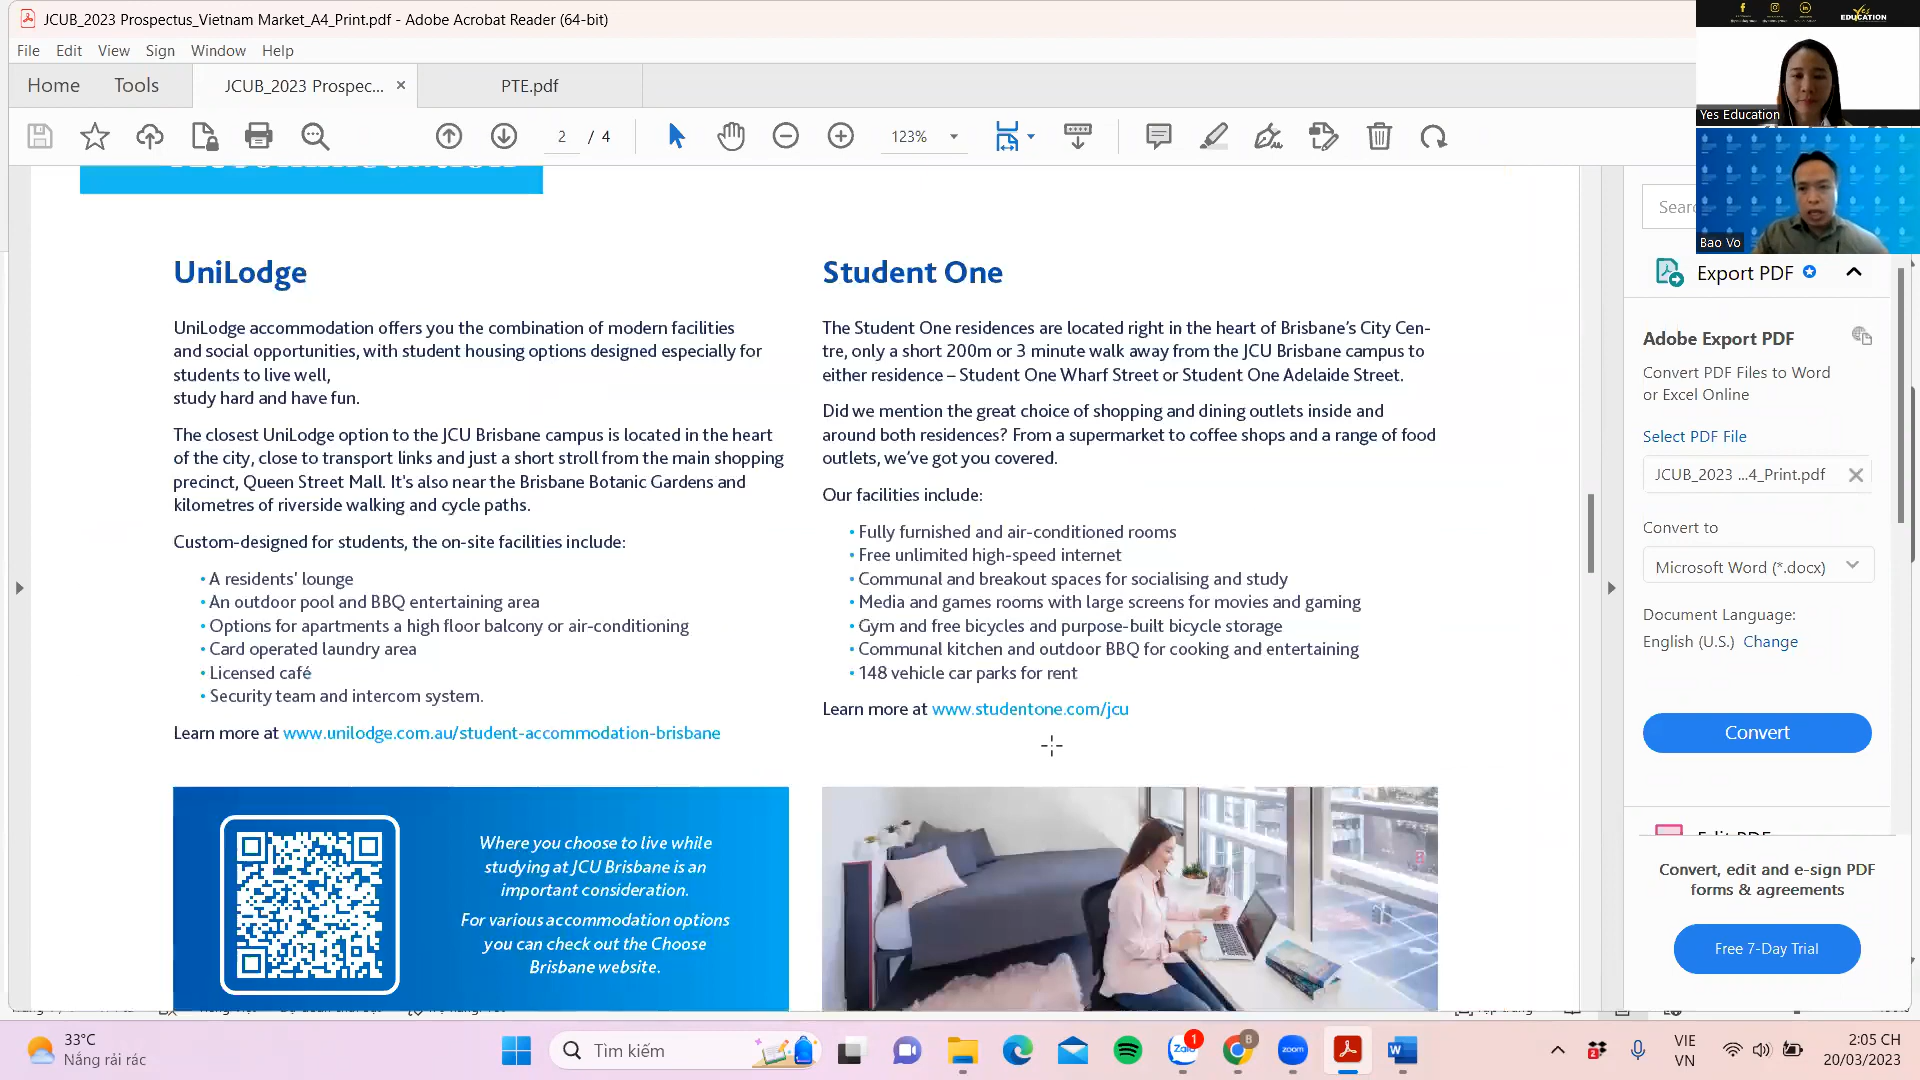 JCUB_2023 Prospectus_Vietnam Market_A4_Print.pdf - Adobe Acrobat Reader (64-bit)
File Edit View Sign Window Help
Home Tools JCUB_2023 Prospec... × PTE.pdf
2 / 4 123%
EDUCATION
Yes Education
Bao Vo
UniLodge
UniLodge accommodation offers you the combination of modern facilities
and social opportunities, with student housing options designed especially for
students to live well,
study hard and have fun.
The closest UniLodge option to the JCU Brisbane campus is located in the heart
of the city, close to transport links and just a short stroll from the main shopping
precinct, Queen Street Mall. It's also near the Brisbane Botanic Gardens and
kilometres of riverside walking and cycle paths.
Custom-designed for students, the on-site facilities include:
• A residents' lounge
• An outdoor pool and BBQ entertaining area
• Options for apartments a high floor balcony or air-conditioning
• Card operated laundry area
• Licensed café
• Security team and intercom system.
Learn more at www.unilodge.com.au/student-accommodation-brisbane
Student One
The Student One residences are located right in the heart of Brisbane's City Cen-
tre, only a short 200m or 3 minute walk away from the JCU Brisbane campus to
either residence – Student One Wharf Street or Student One Adelaide Street.
Did we mention the great choice of shopping and dining outlets inside and
around both residences? From a supermarket to coffee shops and a range of food
outlets, we've got you covered.
Our facilities include:
• Fully furnished and air-conditioned rooms
• Free unlimited high-speed internet
• Communal and breakout spaces for socialising and study
• Media and games rooms with large screens for movies and gaming
• Gym and free bicycles and purpose-built bicycle storage
• Communal kitchen and outdoor BBQ for cooking and entertaining
• 148 vehicle car parks for rent
Learn more at www.studentone.com/jcu
Where you choose to live while
studying at JCU Brisbane is an
important consideration.
For various accommodation options
you can check out the Choose
Brisbane website.
Export PDF
Adobe Export PDF
Convert PDF Files to Word
or Excel Online
Select PDF File
JCUB_2023 ...4_Print.pdf
Convert to
Microsoft Word (*.docx)
Document Language:
English (U.S.) Change
Convert
Convert, edit and e-sign PDF
forms & agreements
Free 7-Day Trial
33°C
Nắng rải rác
Tìm kiếm
Zalo 1
zoom
VIE
VN
2:05 CH
20/03/2023